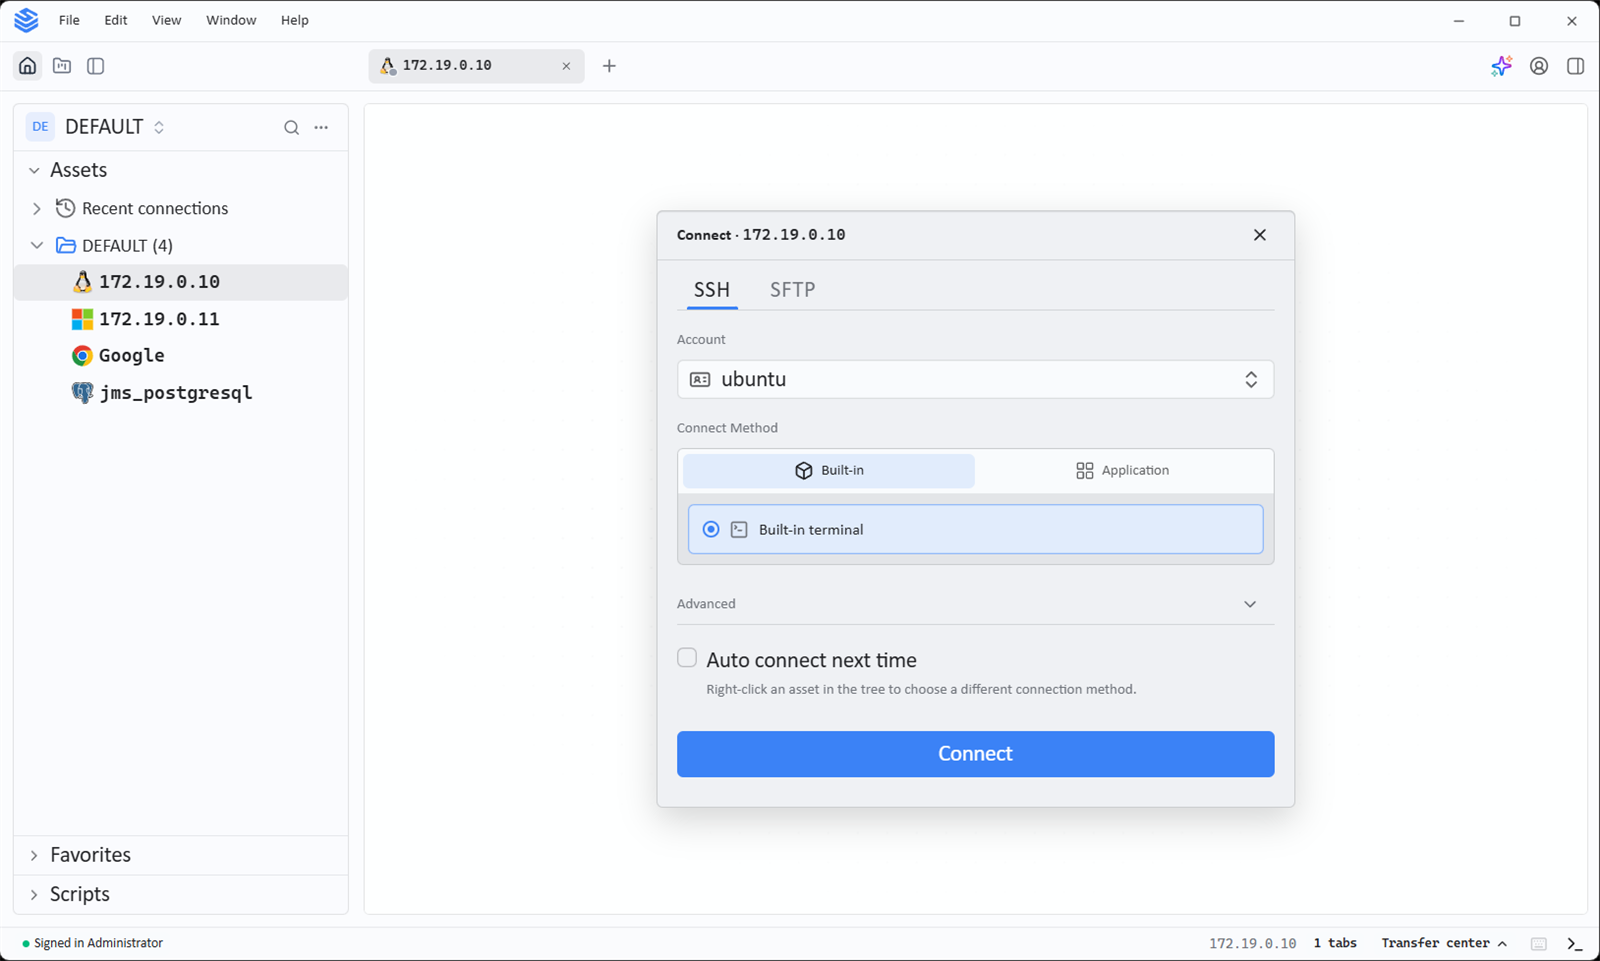 File Edit View Window Help
172.19.0.10
DE DEFAULT
Assets
Recent connections
DEFAULT (4)
172.19.0.10
172.19.0.11
Google
jms_postgresql
Favorites
Scripts
Connect · 172.19.0.10
SSH SFTP
Account
ubuntu
Connect Method
Built-in Application
Built-in terminal
Advanced
Auto connect next time
Right-click an asset in the tree to choose a different connection method.
Connect
Signed in Administrator
172.19.0.10 1 tabs Transfer center